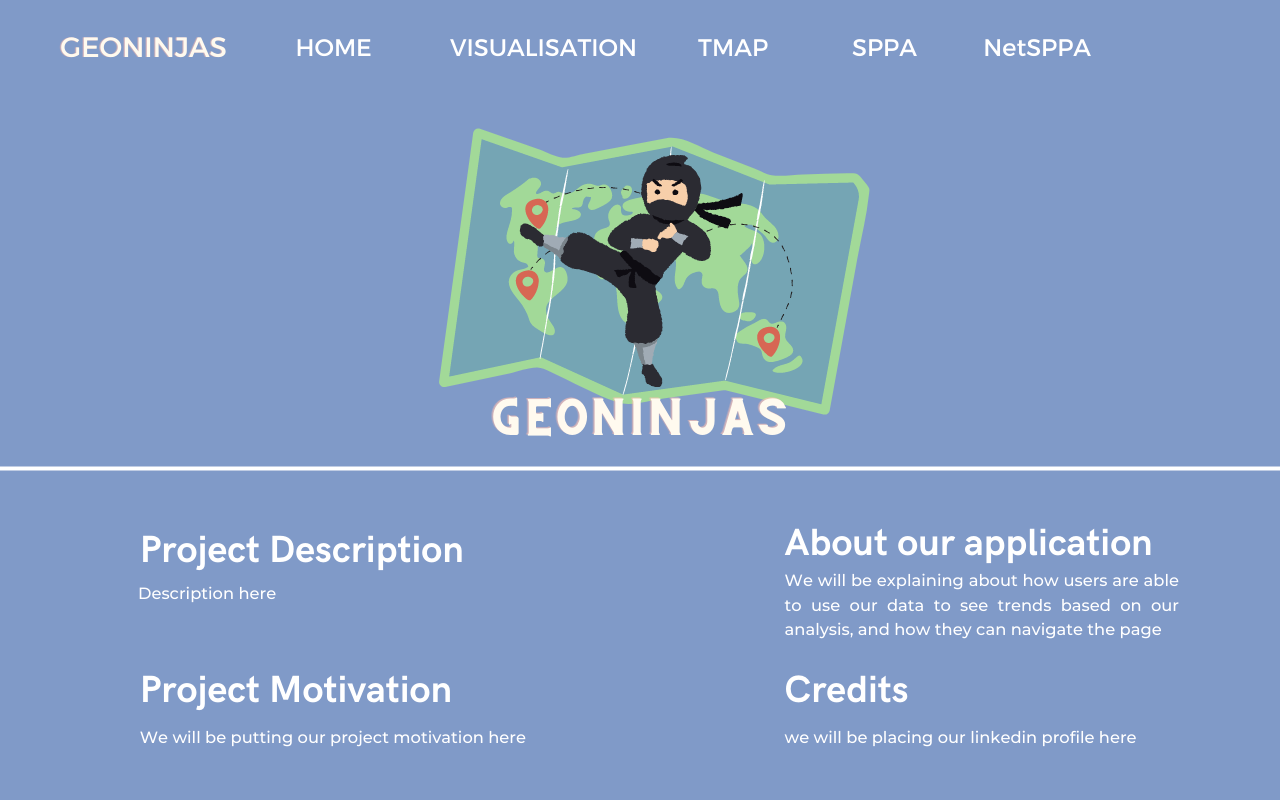 GEONINJAS HOME VISUALISATION TMAP SPPA NetSPPA
GEONINJAS
Project Description
Description here
Project Motivation
We will be putting our project motivation here
About our application
We will be explaining about how users are able
to use our data to see trends based on our
analysis, and how they can navigate the page
Credits
we will be placing our linkedin profile here